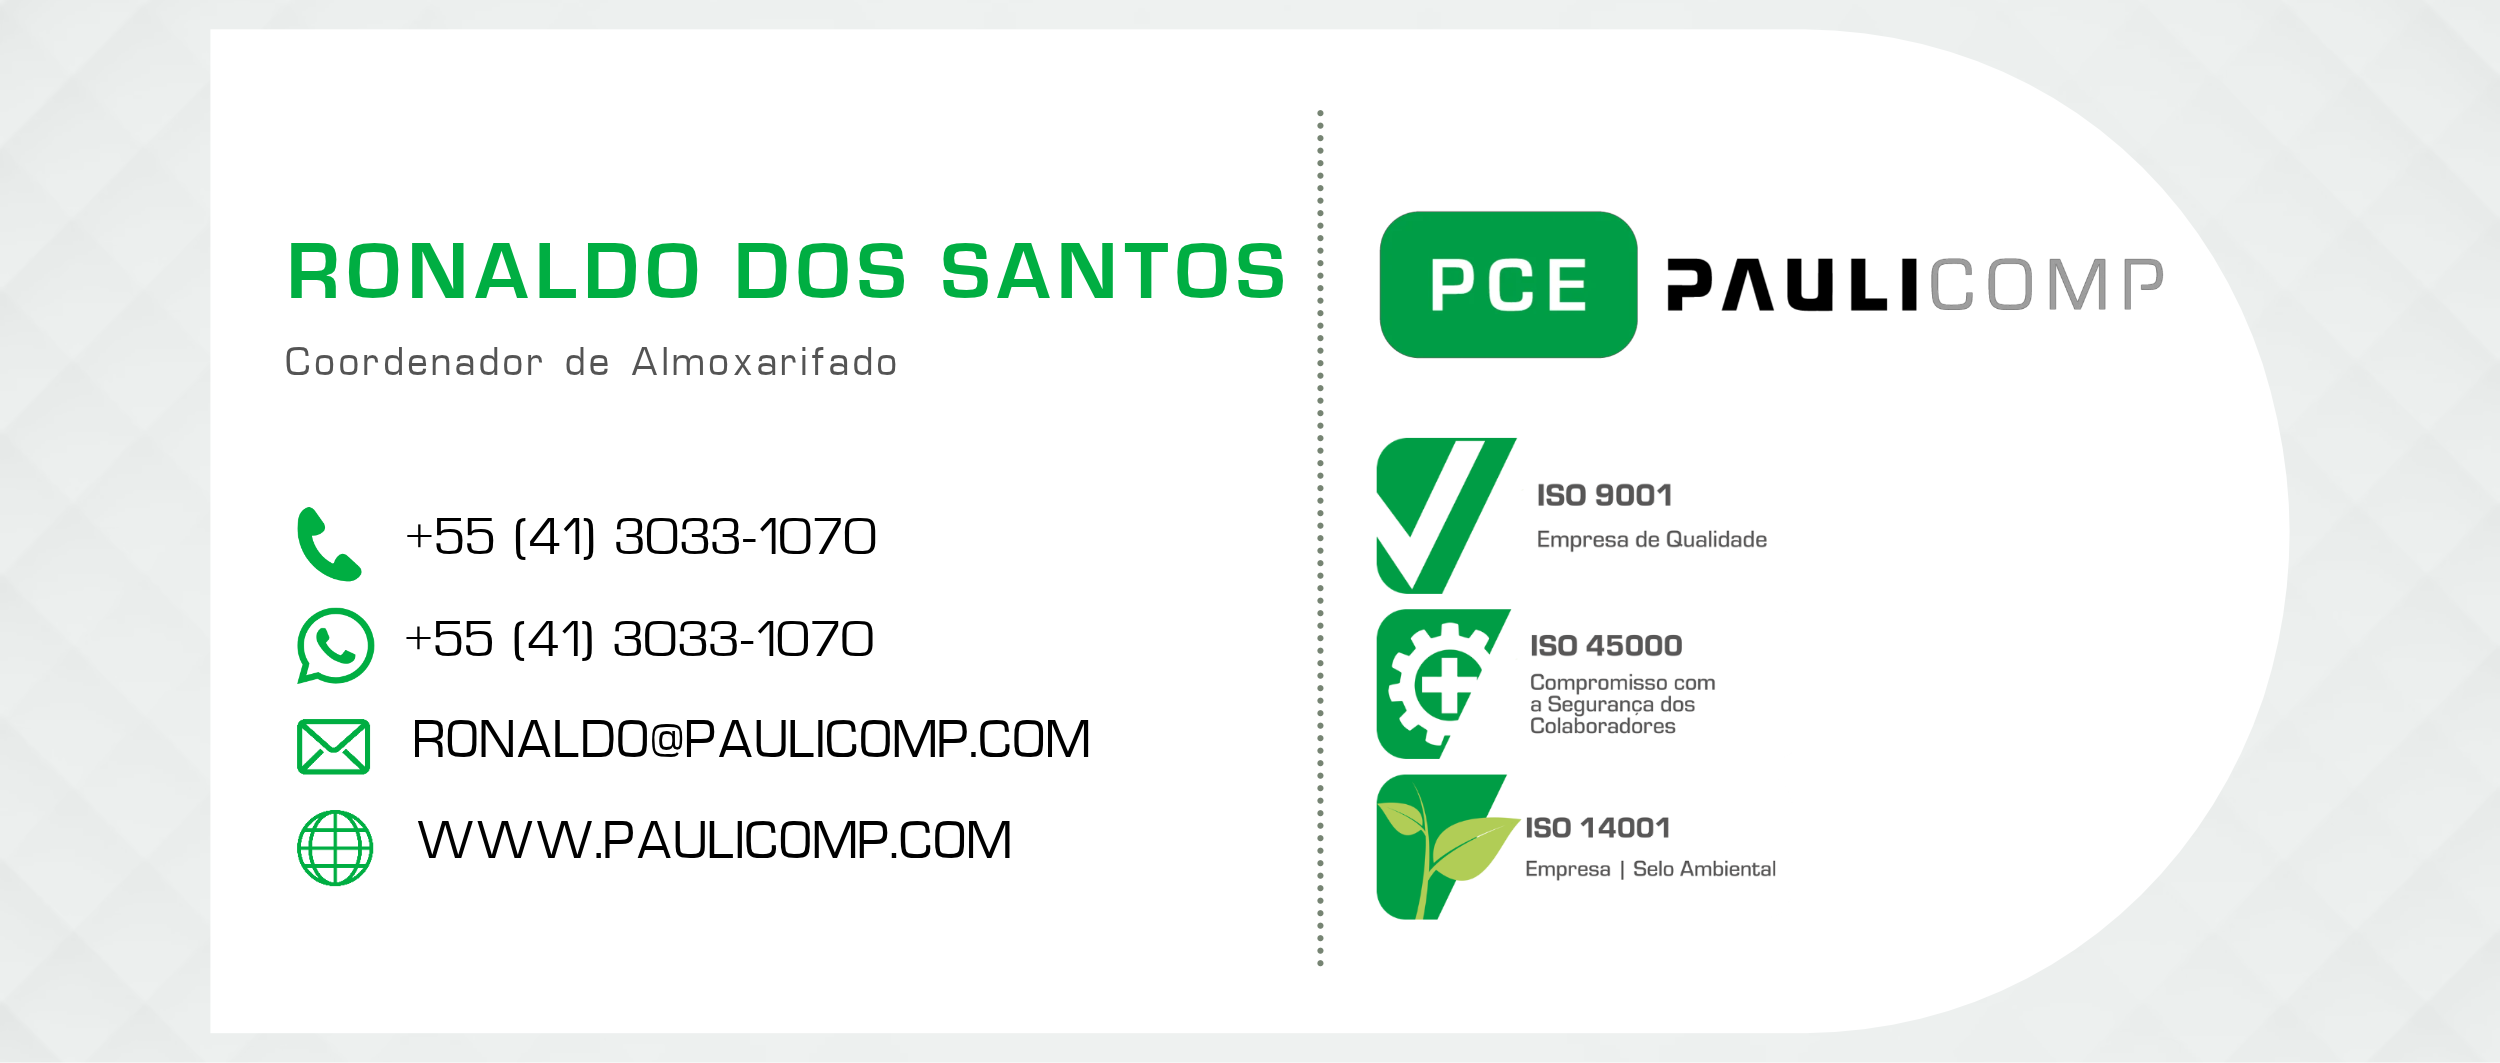 RONALDO DOS SANTOS
Coordenador de Almoxarifado
+55 (41) 3033-1070
+55 (41) 3033-1070
RONALDO@PAULICOMP.COM
WWW.PAULICOMP.COM
PCE PAULICOMP
ISO 9001
Empresa de Qualidade
ISO 45000
Compromisso com
a Segurança dos
Colaboradores
ISO 14001
Empresa | Selo Ambiental